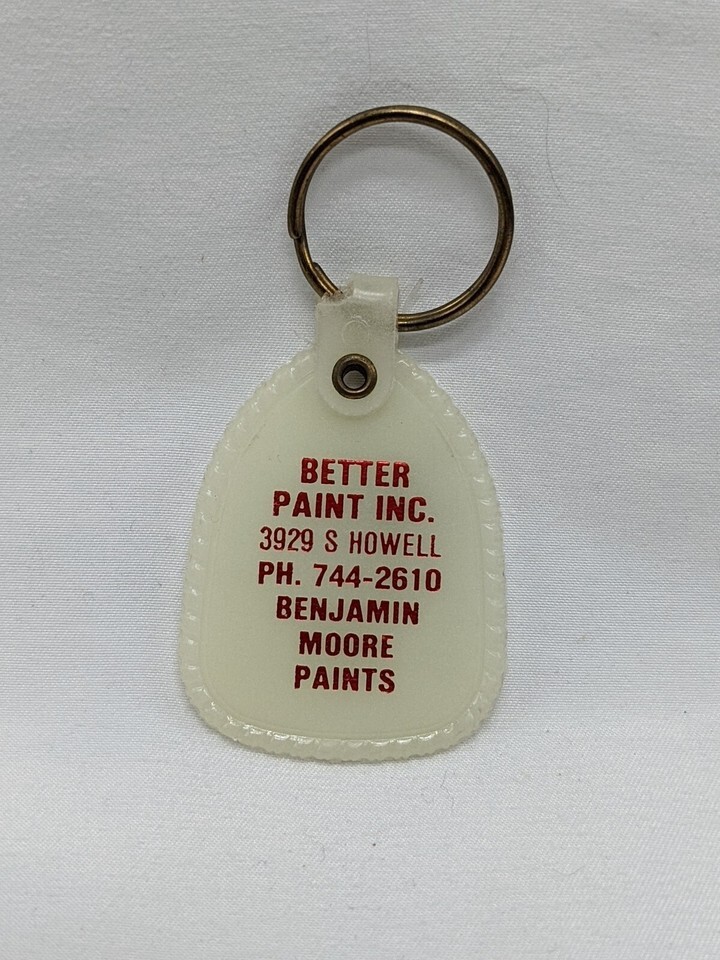 BETTER
PAINT INC.
3929 S HOWELL
PH. 744-2610
BENJAMIN
MOORE
PAINTS